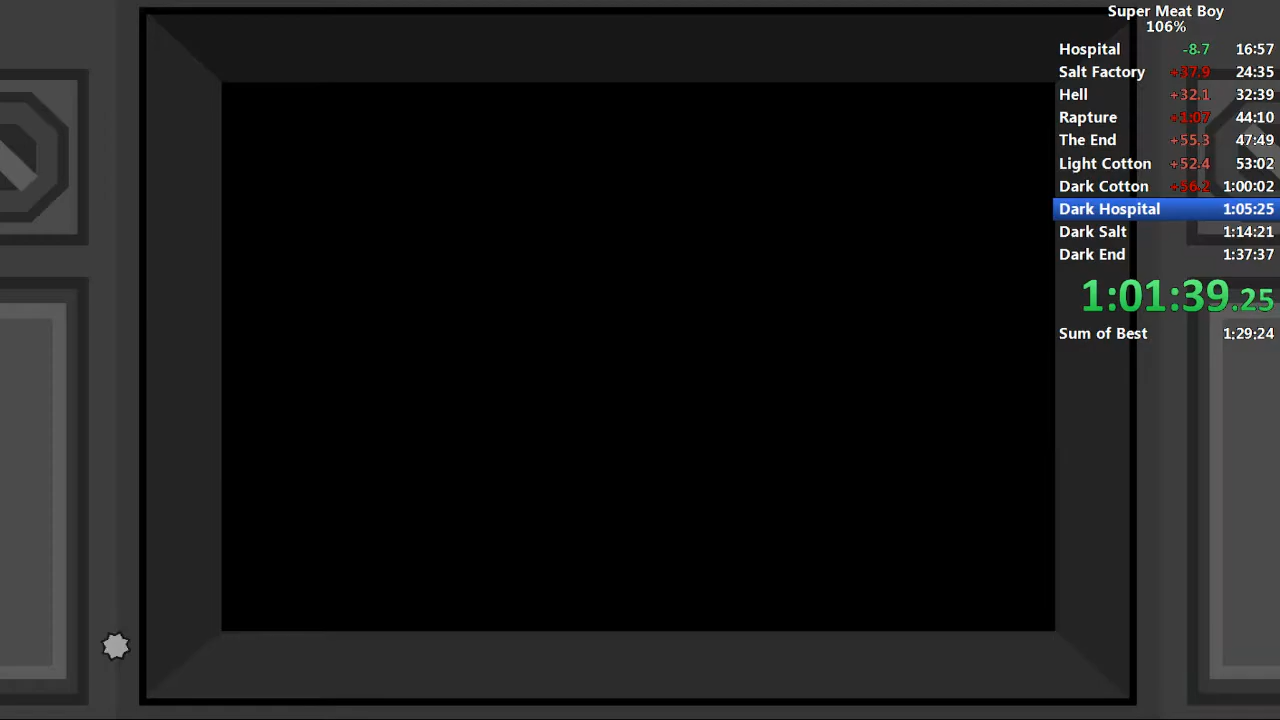 Super Meat Boy
106%
Hospital -8.7 16:57
Salt Factory +37.9 24:35
Hell +32.1 32:39
Rapture +1:07 44:10
The End +55.3 47:49
Light Cotton +52.4 53:02
Dark Cotton +56.2 1:00:02
Dark Hospital 1:05:25
Dark Salt 1:14:21
Dark End 1:37:37
1:01:39.25
Sum of Best 1:29:24